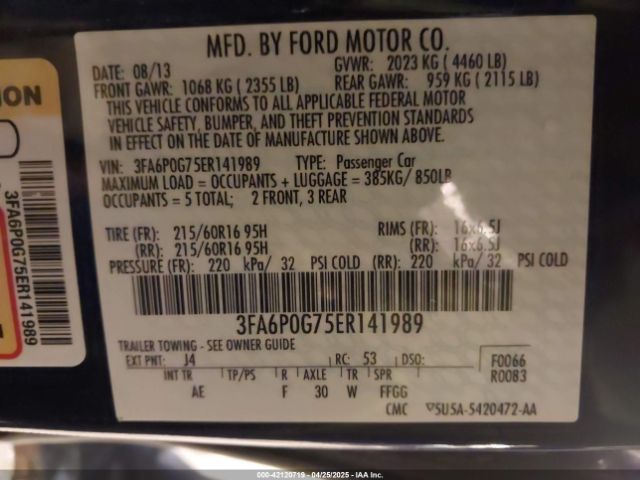 MFD. BY FORD MOTOR CO.
DATE: 08/13
GVWR: 2023 KG ( 4460 LB)
FRONT GAWR: 1068 KG ( 2355 LB)
REAR GAWR: 959 KG ( 2115 LB)
THIS VEHICLE CONFORMS TO ALL APPLICABLE FEDERAL MOTOR
VEHICLE SAFETY, BUMPER, AND THEFT PREVENTION STANDARDS
IN EFFECT ON THE DATE OF MANUFACTURE SHOWN ABOVE.
VIN: 3FA6P0G75ER141989 TYPE: Passenger Car
MAXIMUM LOAD = OCCUPANTS + LUGGAGE = 385KG/ 850LB
OCCUPANTS = 5 TOTAL; 2 FRONT, 3 REAR
TIRE (FR): 215/60R16 95H RIMS (FR): 16x6.5J
(RR): 215/60R16 95H (RR): 16x6.5J
PRESSURE (FR): 220 kPa/ 32 PSI COLD (RR): 220 kPa/ 32 PSI COLD
3FA6P0G75ER141989
TRAILER TOWING - SEE OWNER GUIDE
EXT PNT: J4 RC: 53 DSO:
F0066
R0083
INT TR TP/PS R AXLE TR SPR
AE F 30 W FFGG
CMC ▽5U5A-5420472-AA
ION
3FA6P0G75ER141989
000-42120719 - 04/25/2025 - IAA Inc.